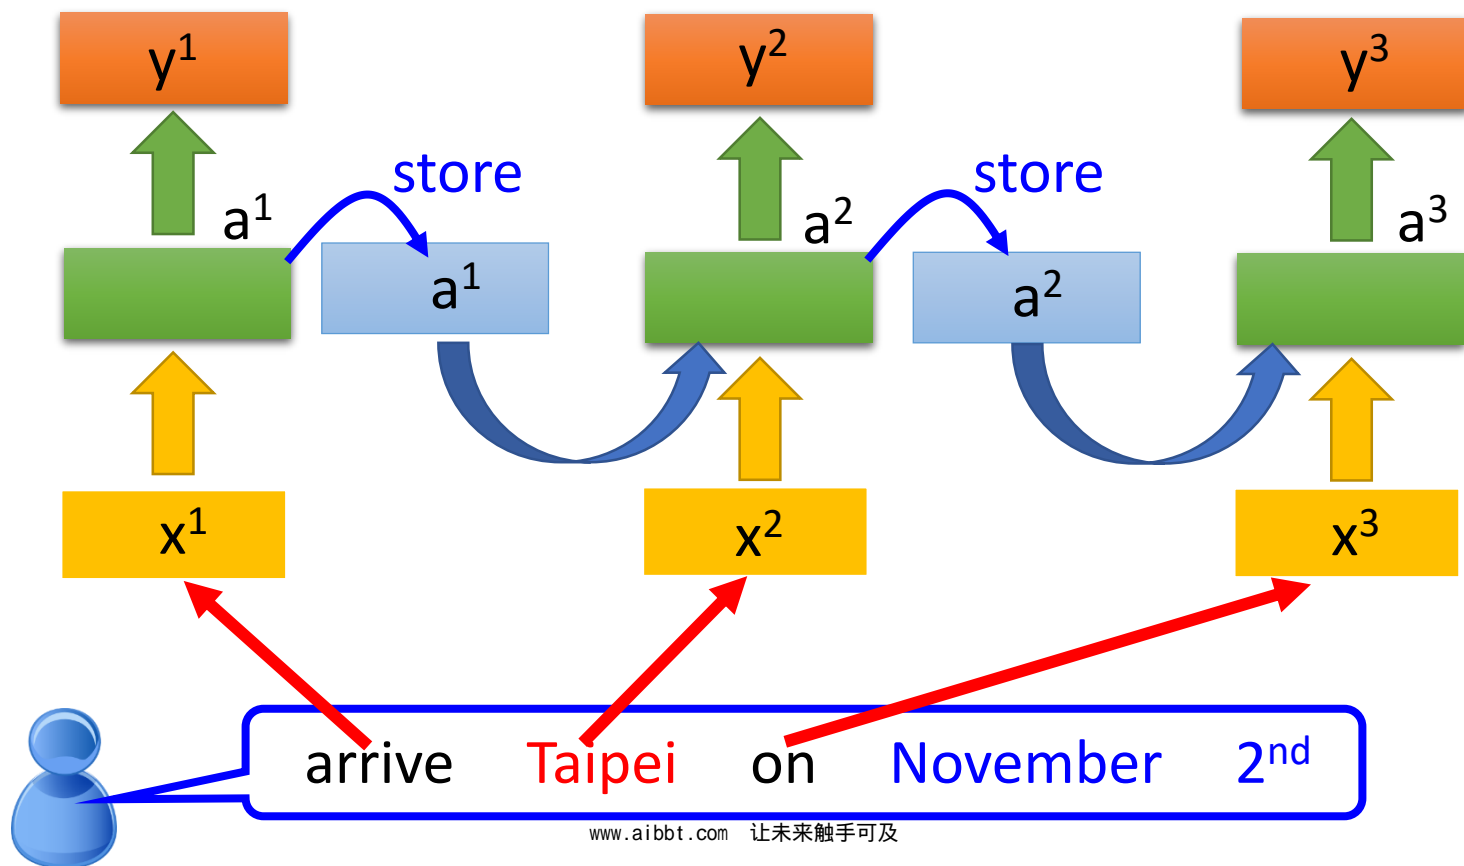 y¹ y² y³
store store
a¹ a² a³
a¹ a²
x¹ x² x³
arrive Taipei on November 2ⁿᵈ
www.aibbt.com 让未来触手可及